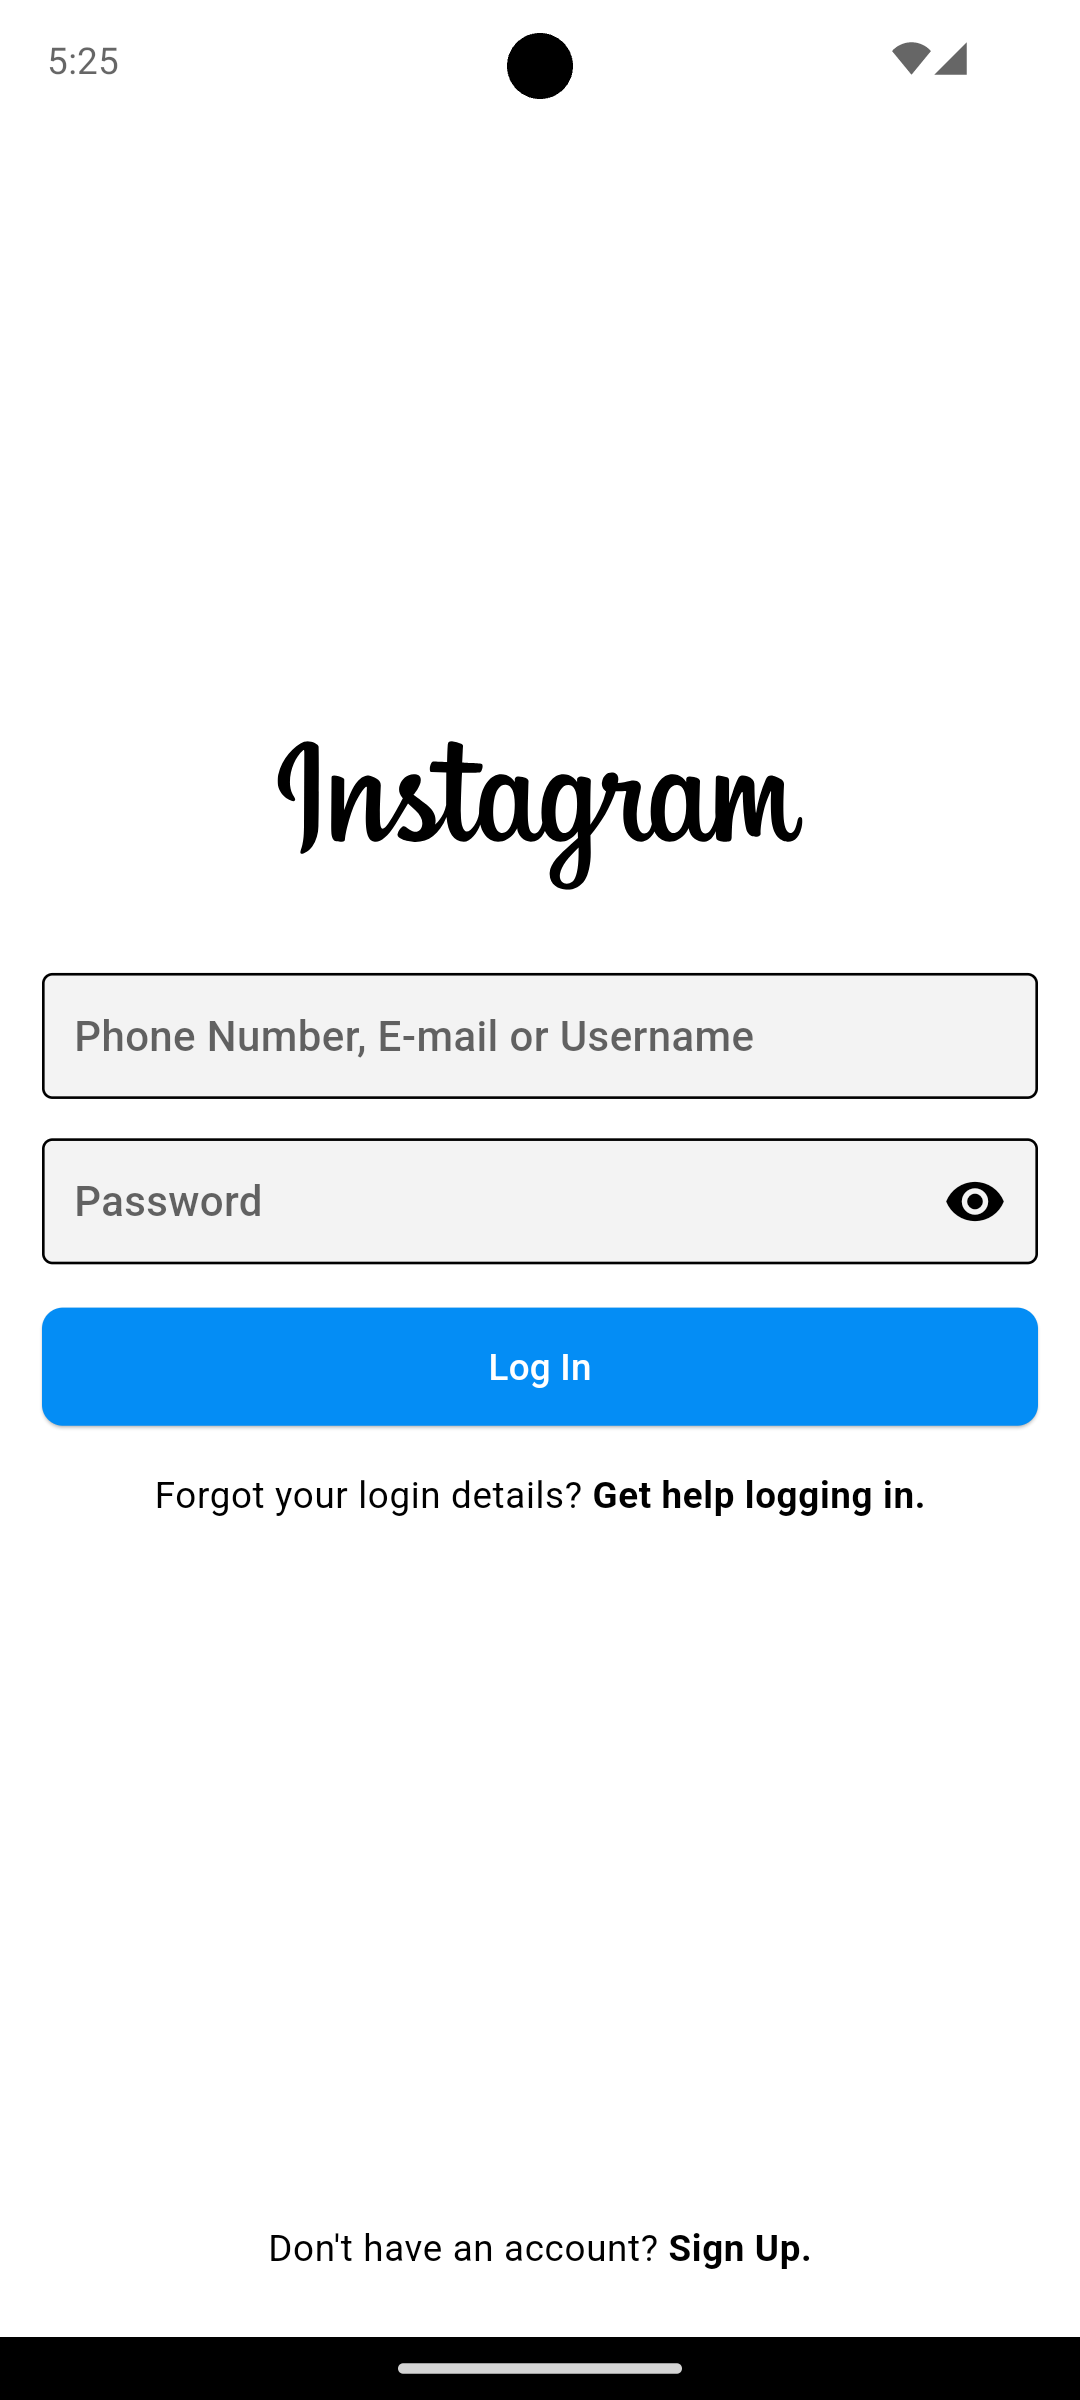 5:25
Instagram
Phone Number, E-mail or Username
Password
Log In
Forgot your login details? Get help logging in.
Don't have an account? Sign Up.